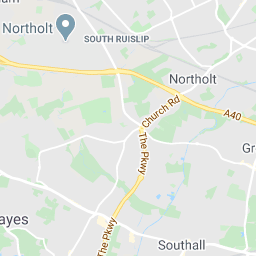 Northolt
SOUTH RUISLIP
Northolt
Church Rd
A40
The Pkwy
Gr
ayes
The Pkwy
Southall